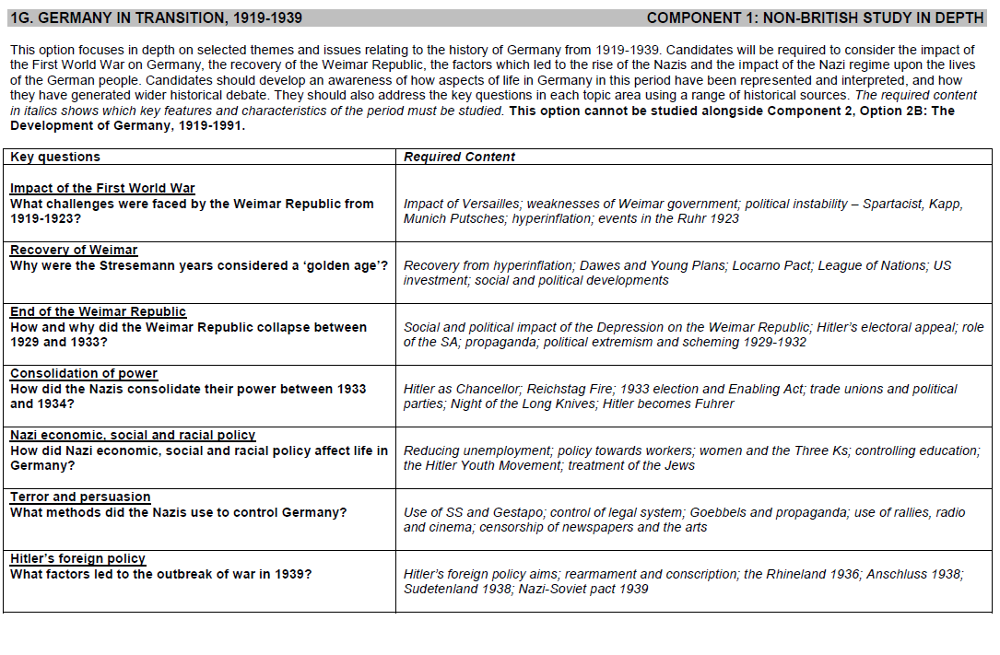 1G. GERMANY IN TRANSITION, 1919-1939 COMPONENT 1: NON-BRITISH STUDY IN DEPTH
This option focuses in depth on selected themes and issues relating to the history of Germany from 1919-1939. Candidates will be required to consider the impact of
the First World War on Germany, the recovery of the Weimar Republic, the factors which led to the rise of the Nazis and the impact of the Nazi regime upon the lives
of the German people. Candidates should develop an awareness of how aspects of life in Germany in this period have been represented and interpreted, and how
they have generated wider historical debate. They should also address the key questions in each topic area using a range of historical sources. The required content
in italics shows which key features and characteristics of the period must be studied. This option cannot be studied alongside Component 2, Option 2B: The
Development of Germany, 1919-1991.
Key questions
Required Content
Impact of the First World War
What challenges were faced by the Weimar Republic from
1919-1923?
Impact of Versailles; weaknesses of Weimar government; political instability – Spartacist, Kapp,
Munich Putsches; hyperinflation; events in the Ruhr 1923
Recovery of Weimar
Why were the Stresemann years considered a ‘golden age’?
Recovery from hyperinflation; Dawes and Young Plans; Locarno Pact; League of Nations; US
investment; social and political developments
End of the Weimar Republic
How and why did the Weimar Republic collapse between
1929 and 1933?
Social and political impact of the Depression on the Weimar Republic; Hitler’s electoral appeal; role
of the SA; propaganda; political extremism and scheming 1929-1932
Consolidation of power
How did the Nazis consolidate their power between 1933
and 1934?
Hitler as Chancellor; Reichstag Fire; 1933 election and Enabling Act; trade unions and political
parties; Night of the Long Knives; Hitler becomes Fuhrer
Nazi economic, social and racial policy
How did Nazi economic, social and racial policy affect life in
Germany?
Reducing unemployment; policy towards workers; women and the Three Ks; controlling education;
the Hitler Youth Movement; treatment of the Jews
Terror and persuasion
What methods did the Nazis use to control Germany?
Use of SS and Gestapo; control of legal system; Goebbels and propaganda; use of rallies, radio
and cinema; censorship of newspapers and the arts
Hitler’s foreign policy
What factors led to the outbreak of war in 1939?
Hitler’s foreign policy aims; rearmament and conscription; the Rhineland 1936; Anschluss 1938;
Sudetenland 1938; Nazi-Soviet pact 1939